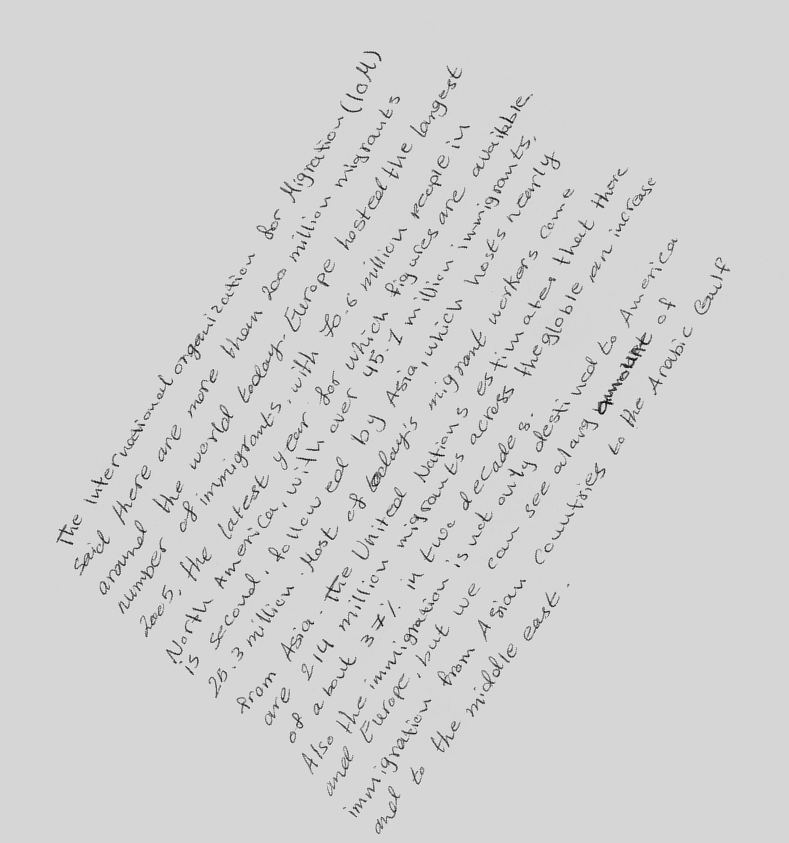 The International organization for Migration (IOM)
said there are more than 200 million migrants
around the world today. Europe hosted the largest
number of immigrants, with 70.6 million people in
2005, the latest year for which figures are available.
North America, with over 45.1 million immigrants,
is second, followed by Asia, which hosts nearly
25.3 million. Most of today's migrant workers come
from Asia. The United Nations estimates that there
are 214 million migrants across the globle an increase
of about 37% in two decades.
Also the immigration is not only destined to America
and Europe, but we can see alarg amount of
immigration from Asian Countries to the Arabic Gulf
and to the middle east.